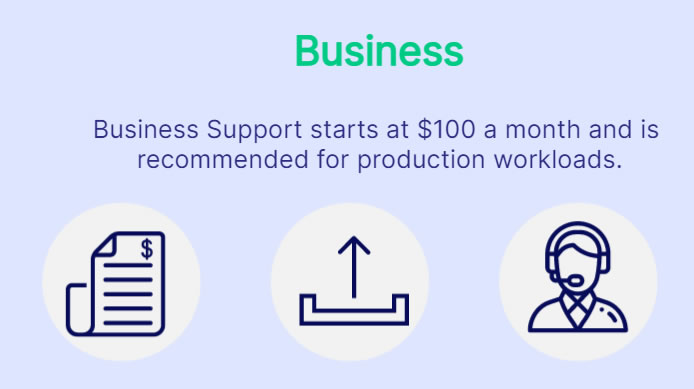 Business
Business Support starts at $100 a month and is
recommended for production workloads.
$